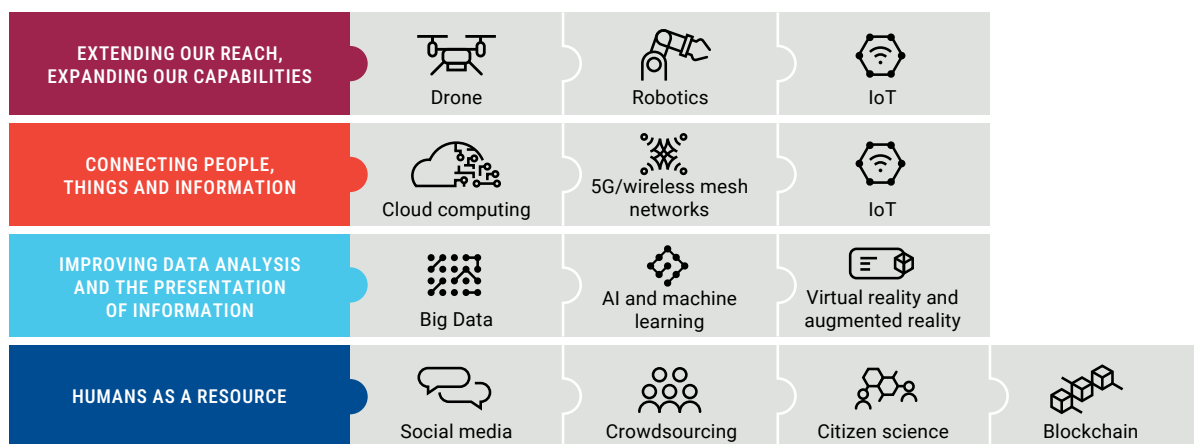 EXTENDING OUR REACH,
EXPANDING OUR CAPABILITIES
Drone
Robotics
IoT
CONNECTING PEOPLE,
THINGS AND INFORMATION
Cloud computing
5G/wireless mesh
networks
IoT
IMPROVING DATA ANALYSIS
AND THE PRESENTATION
OF INFORMATION
Big Data
AI and machine
learning
Virtual reality and
augmented reality
HUMANS AS A RESOURCE
Social media
Crowdsourcing
Citizen science
Blockchain